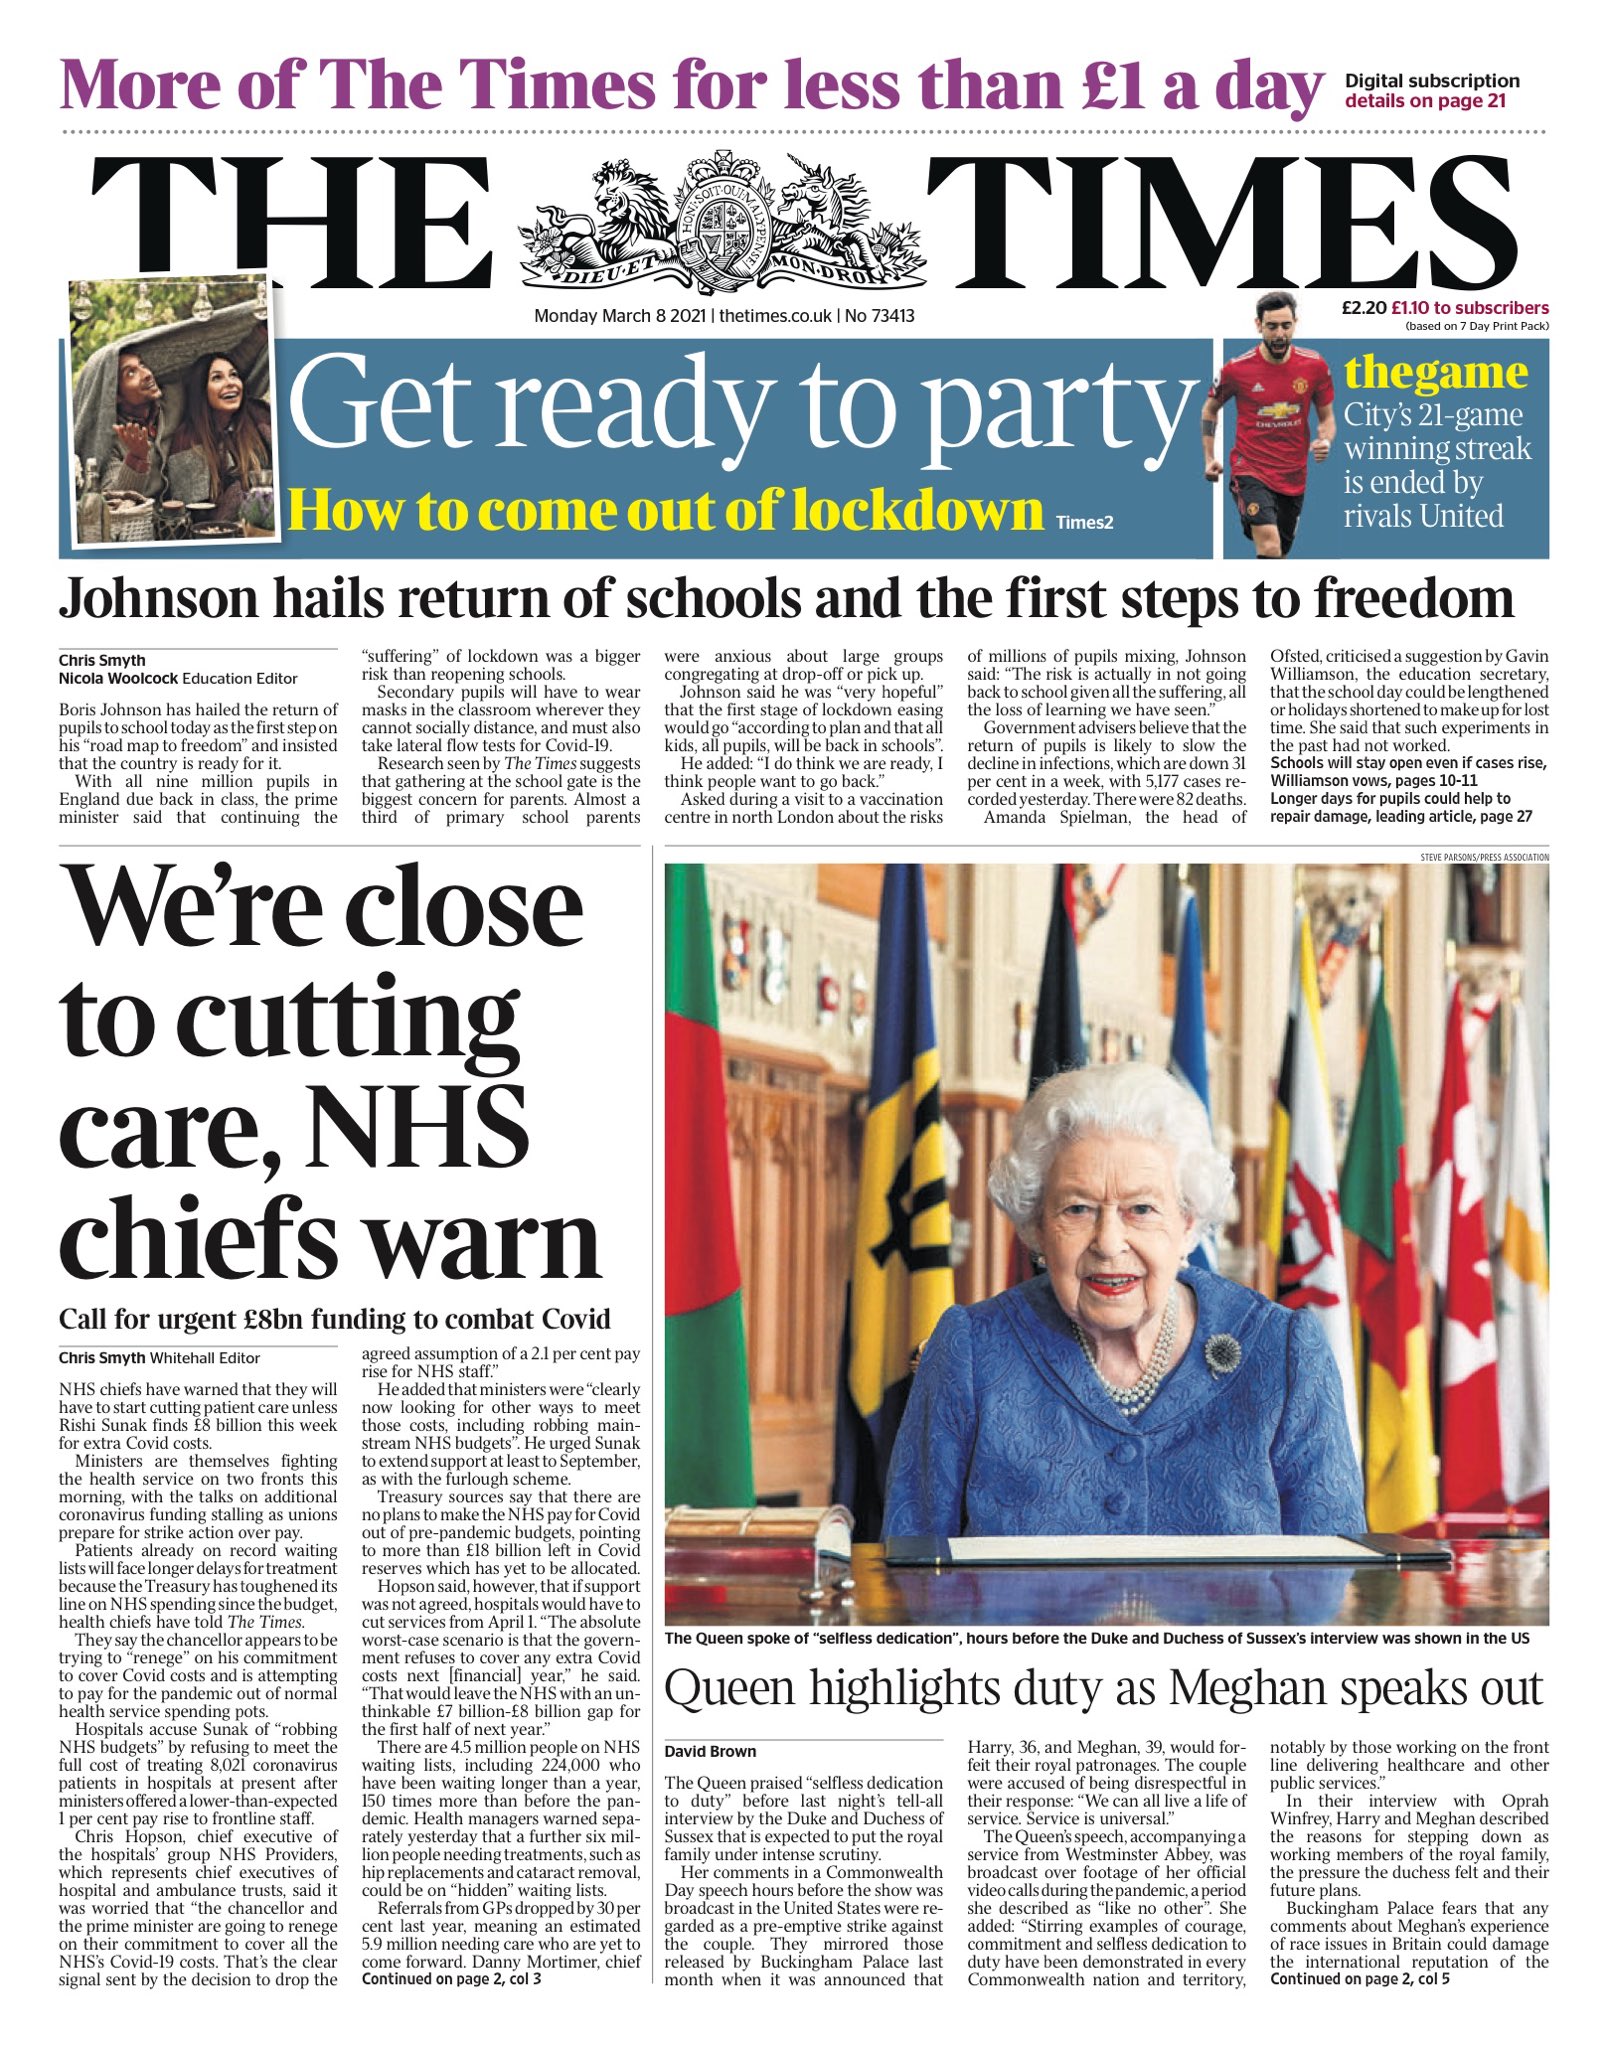 More of The Times for less than £1 a day
Digital subscription
details on page 21
THE TIMES
HONI·SOIT·QUI·MAL·Y·PENSE
DIEU·ET MON·DROIT
Monday March 8 2021 | thetimes.co.uk | No 73413
£2.20 £1.10 to subscribers
(based on 7 Day Print Pack)
Get ready to party
How to come out of lockdown Times2
CHEVROLET
thegame
City's 21-game
winning streak
is ended by
rivals United
Johnson hails return of schools and the first steps to freedom
Chris Smyth
Nicola Woolcock Education Editor
Boris Johnson has hailed the return of
pupils to school today as the first step on
his “road map to freedom” and insisted
that the country is ready for it.
With all nine million pupils in
England due back in class, the prime
minister said that continuing the
“suffering” of lockdown was a bigger
risk than reopening schools.
Secondary pupils will have to wear
masks in the classroom wherever they
cannot socially distance, and must also
take lateral flow tests for Covid-19.
Research seen by The Times suggests
that gathering at the school gate is the
biggest concern for parents. Almost a
third of primary school parents
were anxious about large groups
congregating at drop-off or pick up.
Johnson said he was “very hopeful”
that the first stage of lockdown easing
would go “according to plan and that all
kids, all pupils, will be back in schools”.
He added: “I do think we are ready, I
think people want to go back.”
Asked during a visit to a vaccination
centre in north London about the risks
of millions of pupils mixing, Johnson
said: “The risk is actually in not going
back to school given all the suffering, all
the loss of learning we have seen.”
Government advisers believe that the
return of pupils is likely to slow the
decline in infections, which are down 31
per cent in a week, with 5,177 cases re-
corded yesterday. There were 82 deaths.
Amanda Spielman, the head of
Ofsted, criticised a suggestion by Gavin
Williamson, the education secretary,
that the school day could be lengthened
or holidays shortened to make up for lost
time. She said that such experiments in
the past had not worked.
Schools will stay open even if cases rise,
Williamson vows, pages 10-11
Longer days for pupils could help to
repair damage, leading article, page 27
We're close
to cutting
care, NHS
chiefs warn
Call for urgent £8bn funding to combat Covid
Chris Smyth Whitehall Editor
NHS chiefs have warned that they will
have to start cutting patient care unless
Rishi Sunak finds £8 billion this week
for extra Covid costs.
Ministers are themselves fighting
the health service on two fronts this
morning, with the talks on additional
coronavirus funding stalling as unions
prepare for strike action over pay.
Patients already on record waiting
lists will face longer delays for treatment
because the Treasury has toughened its
line on NHS spending since the budget,
health chiefs have told The Times.
They say the chancellor appears to be
trying to “renege” on his commitment
to cover Covid costs and is attempting
to pay for the pandemic out of normal
health service spending pots.
Hospitals accuse Sunak of “robbing
NHS budgets” by refusing to meet the
full cost of treating 8,021 coronavirus
patients in hospitals at present after
ministers offered a lower-than-expected
1 per cent pay rise to frontline staff.
Chris Hopson, chief executive of
the hospitals' group NHS Providers,
which represents chief executives of
hospital and ambulance trusts, said it
was worried that “the chancellor and
the prime minister are going to renege
on their commitment to cover all the
NHS's Covid-19 costs. That's the clear
signal sent by the decision to drop the
agreed assumption of a 2.1 per cent pay
rise for NHS staff.”
He added that ministers were “clearly
now looking for other ways to meet
those costs, including robbing main-
stream NHS budgets”. He urged Sunak
to extend support at least to September,
as with the furlough scheme.
Treasury sources say that there are
no plans to make the NHS pay for Covid
out of pre-pandemic budgets, pointing
to more than £18 billion left in Covid
reserves which has yet to be allocated.
Hopson said, however, that if support
was not agreed, hospitals would have to
cut services from April 1. “The absolute
worst-case scenario is that the govern-
ment refuses to cover any extra Covid
costs next [financial] year,” he said.
“That would leave the NHS with an un-
thinkable £7 billion-£8 billion gap for
the first half of next year.”
There are 4.5 million people on NHS
waiting lists, including 224,000 who
have been waiting longer than a year,
150 times more than before the pan-
demic. Health managers warned sepa-
rately yesterday that a further six mil-
lion people needing treatments, such as
hip replacements and cataract removal,
could be on “hidden” waiting lists.
Referrals from GPs dropped by 30 per
cent last year, meaning an estimated
5.9 million needing care who are yet to
come forward. Danny Mortimer, chief
Continued on page 2, col 3
STEVE PARSONS/PRESS ASSOCIATION
The Queen spoke of “selfless dedication”, hours before the Duke and Duchess of Sussex's interview was shown in the US
Queen highlights duty as Meghan speaks out
David Brown
The Queen praised “selfless dedication
to duty” before last night's tell-all
interview by the Duke and Duchess of
Sussex that is expected to put the royal
family under intense scrutiny.
Her comments in a Commonwealth
Day speech hours before the show was
broadcast in the United States were re-
garded as a pre-emptive strike against
the couple. They mirrored those
released by Buckingham Palace last
month when it was announced that
Harry, 36, and Meghan, 39, would for-
feit their royal patronages. The couple
were accused of being disrespectful in
their response: “We can all live a life of
service. Service is universal.”
The Queen's speech, accompanying a
service from Westminster Abbey, was
broadcast over footage of her official
video calls during the pandemic, a period
she described as “like no other”. She
added: “Stirring examples of courage,
commitment and selfless dedication to
duty have been demonstrated in every
Commonwealth nation and territory,
notably by those working on the front
line delivering healthcare and other
public services.”
In their interview with Oprah
Winfrey, Harry and Meghan described
the reasons for stepping down as
working members of the royal family,
the pressure the duchess felt and their
future plans.
Buckingham Palace fears that any
comments about Meghan's experience
of race issues in Britain could damage
the international reputation of the
Continued on page 2, col 5